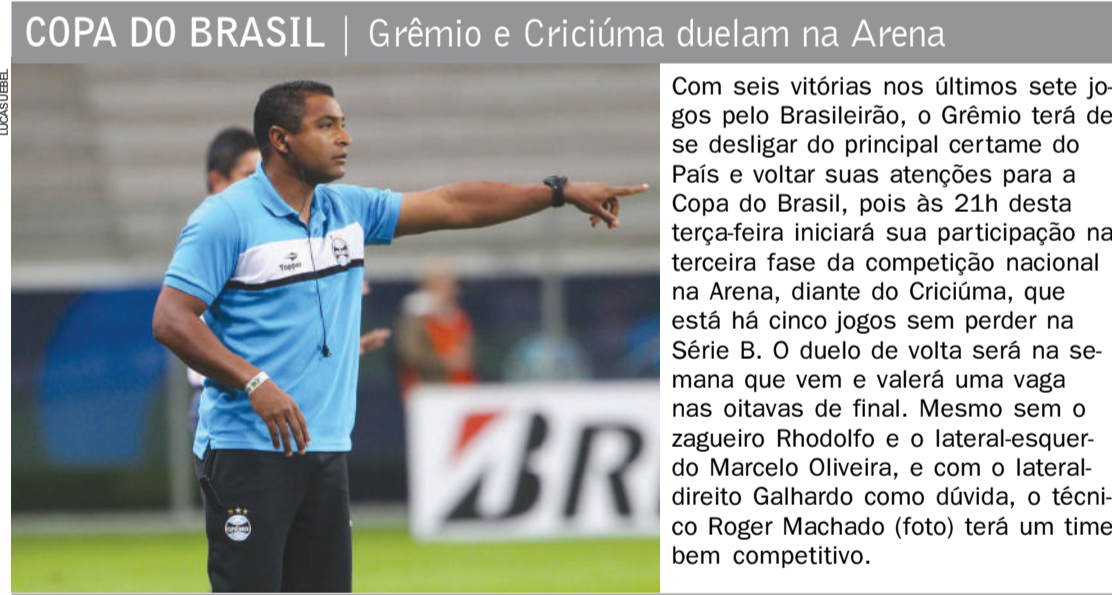 COPA DO BRASIL | Grêmio e Criciúma duelam na Arena
LUCAS UEBEL
Topper
BR
Com seis vitórias nos últimos sete jo-
gos pelo Brasileirão, o Grêmio terá de
se desligar do principal certame do
País e voltar suas atenções para a
Copa do Brasil, pois às 21h desta
terça-feira iniciará sua participação na
terceira fase da competição nacional
na Arena, diante do Criciúma, que
está há cinco jogos sem perder na
Série B. O duelo de volta será na se-
mana que vem e valerá uma vaga
nas oitavas de final. Mesmo sem o
zagueiro Rhodolfo e o lateral-esquer-
do Marcelo Oliveira, e com o lateral-
direito Galhardo como dúvida, o técni-
co Roger Machado (foto) terá um time
bem competitivo.